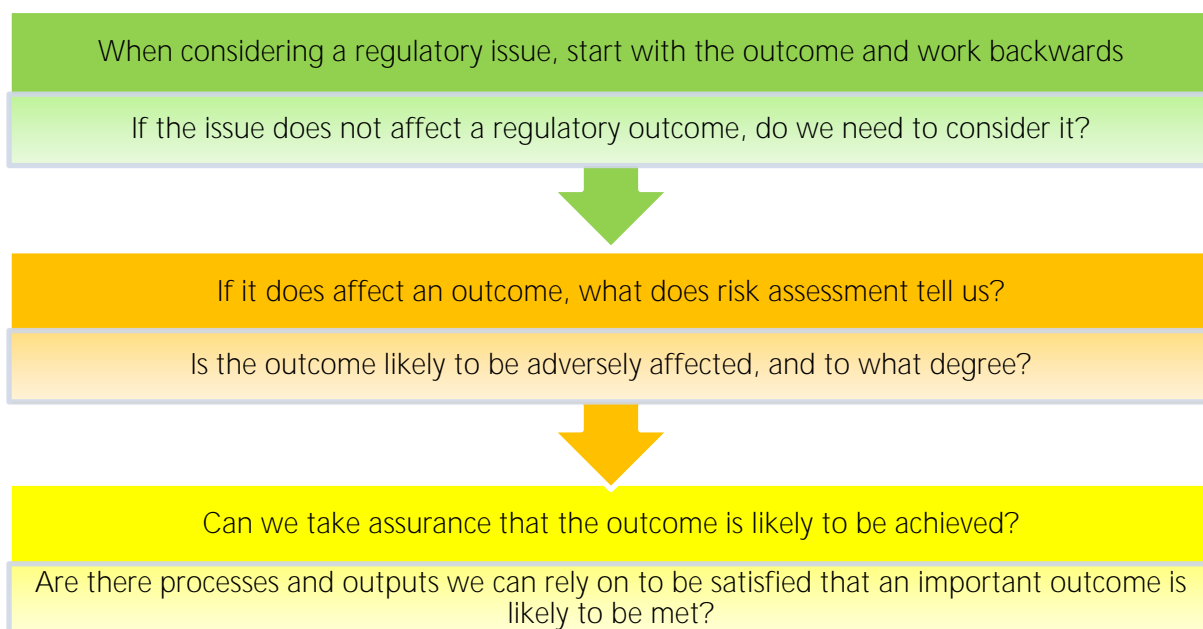 When considering a regulatory issue, start with the outcome and work backwards
If the issue does not affect a regulatory outcome, do we need to consider it?
If it does affect an outcome, what does risk assessment tell us?
Is the outcome likely to be adversely affected, and to what degree?
Can we take assurance that the outcome is likely to be achieved?
Are there processes and outputs we can rely on to be satisfied that an important outcome is
likely to be met?